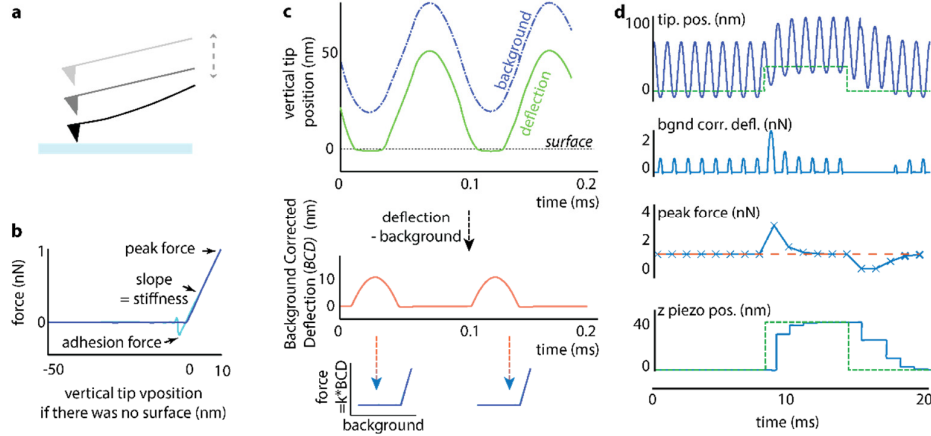 a
b
force (nN)
1
0
peak force
slope
= stiffness
adhesion force
-50
0
10
vertical tip vposition
if there was no surface (nm)
c
vertical tip
position (nm)
50
0
background
deflection
surface
0
0.1
0.2
time (ms)
deflection
- background
Background Corrected
Deflection (BCD) (nm)
10
0
0
0.1
0.2
time (ms)
force
=k*BCD
background
d
tip. pos. (nm)
100
0
bgnd corr. defl. (nN)
2
0
peak force (nN)
4
2
0
z piezo pos. (nm)
40
0
0
10
20
time (ms)